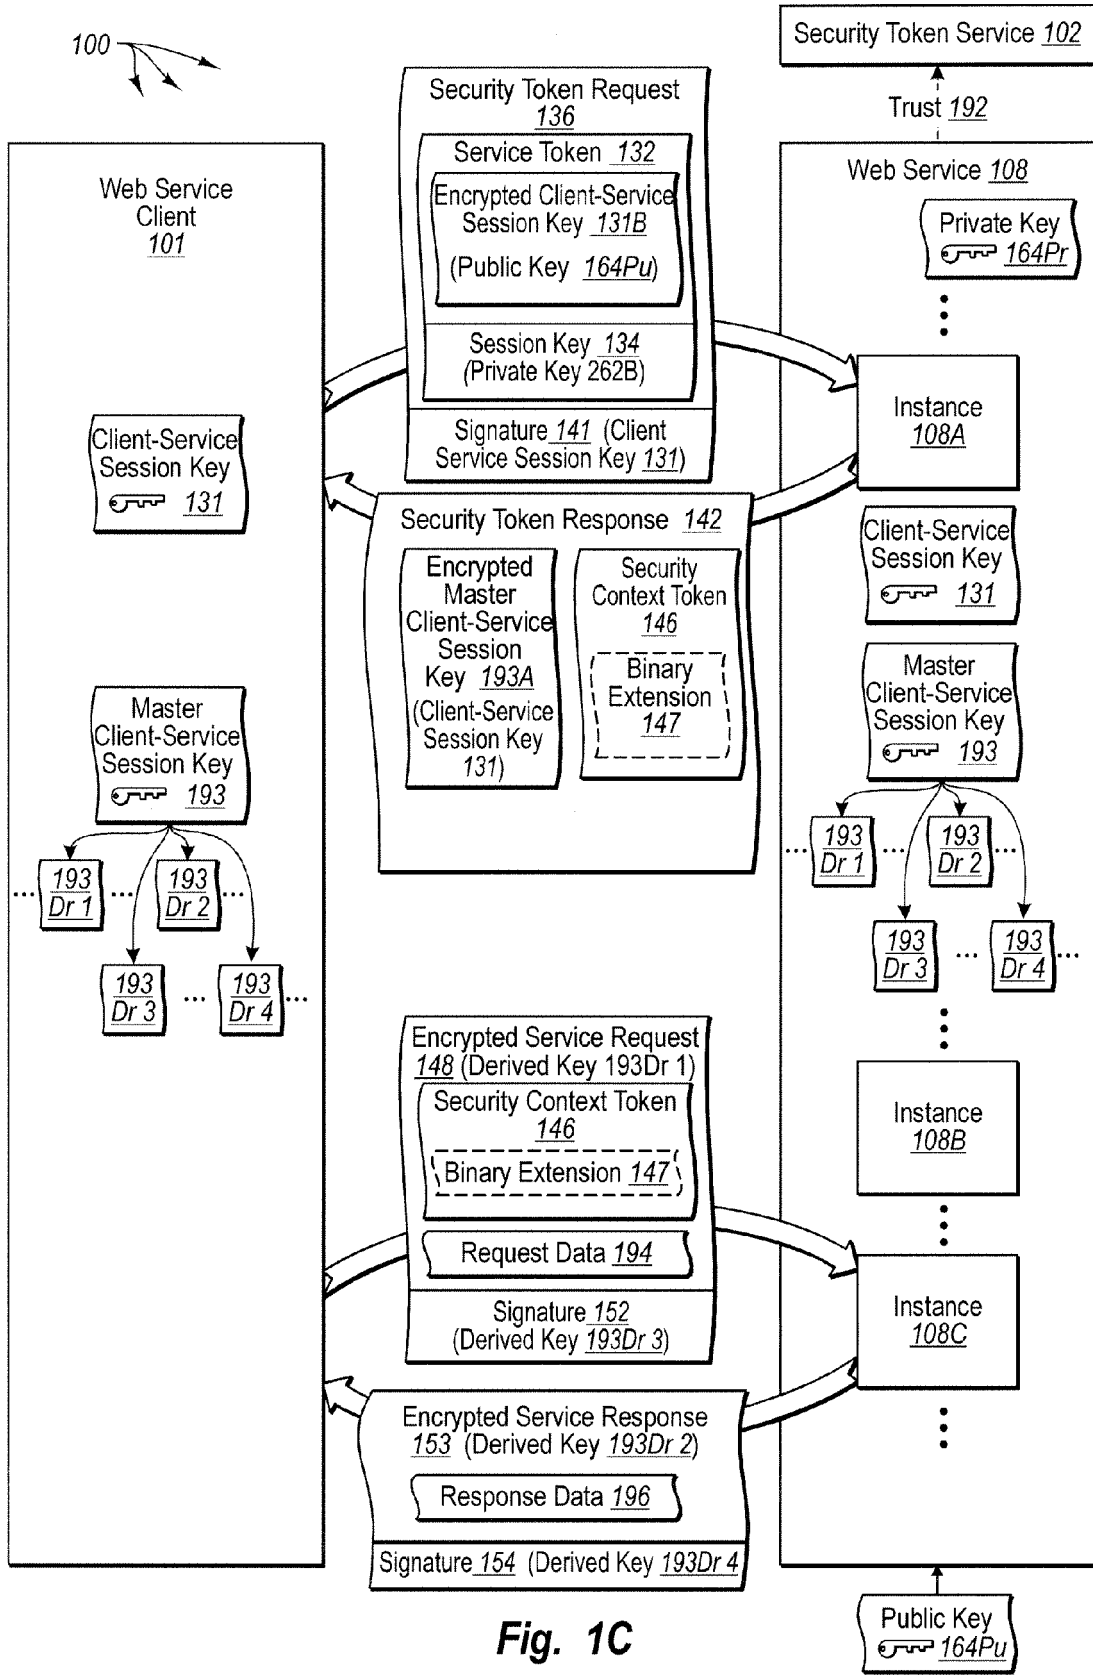 100
Security Token Service 102
Trust 192
Web Service
Client
101
Security Token Request
136
Service Token 132
Encrypted Client-Service
Session Key 131B
(Public Key 164Pu)
Session Key 134
(Private Key 262B)
Signature 141 (Client
Service Session Key 131)
Web Service 108
Private Key
164Pr
Instance
108A
Client-Service
Session Key
131
Security Token Response 142
Encrypted
Master
Client-Service
Session
Key 193A
(Client-Service
Session Key
131)
Security
Context Token
146
Binary
Extension
147
Client-Service
Session Key
131
Master
Client-Service
Session Key
193
Master
Client-Service
Session Key
193
193
Dr 1
193
Dr 2
193
Dr 3
193
Dr 4
193
Dr 1
193
Dr 2
193
Dr 3
193
Dr 4
Encrypted Service Request
148 (Derived Key 193Dr 1)
Security Context Token
146
Binary Extension 147
Request Data 194
Signature 152
(Derived Key 193Dr 3)
Instance
108B
Instance
108C
Encrypted Service Response
153 (Derived Key 193Dr 2)
Response Data 196
Signature 154 (Derived Key 193Dr 4
Public Key
164Pu
Fig. 1C